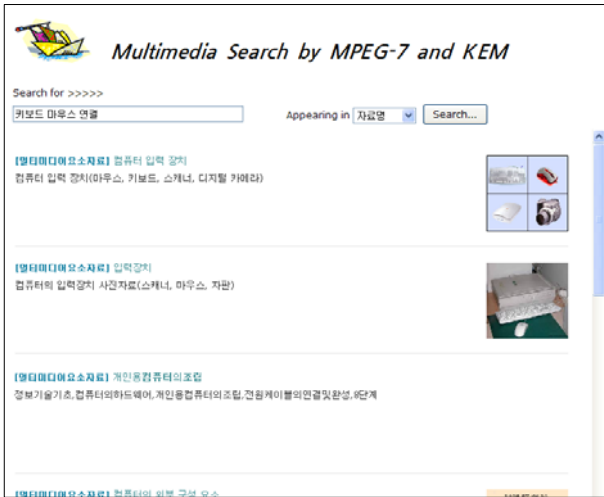 Multimedia Search by MPEG-7 and KEM
Search for >>>>>
키보드 마우스 연결
Appearing in 자료명 Search...
[멀티미디어요소자료] 컴퓨터 입력 장치
컴퓨터 입력 장치(마우스, 키보드, 스캐너, 디지털 카메라)
[멀티미디어요소자료] 입력장치
컴퓨터의 입력장치 사진자료(스캐너, 마우스, 자판)
[멀티미디어요소자료] 개인용컴퓨터의조립
정보기술기초,컴퓨터의하드웨어,개인용컴퓨터의조립,전원케이블의연결및완성,8단계
[멀티미디어요소자료] 컴퓨터의 외부 구성 요소